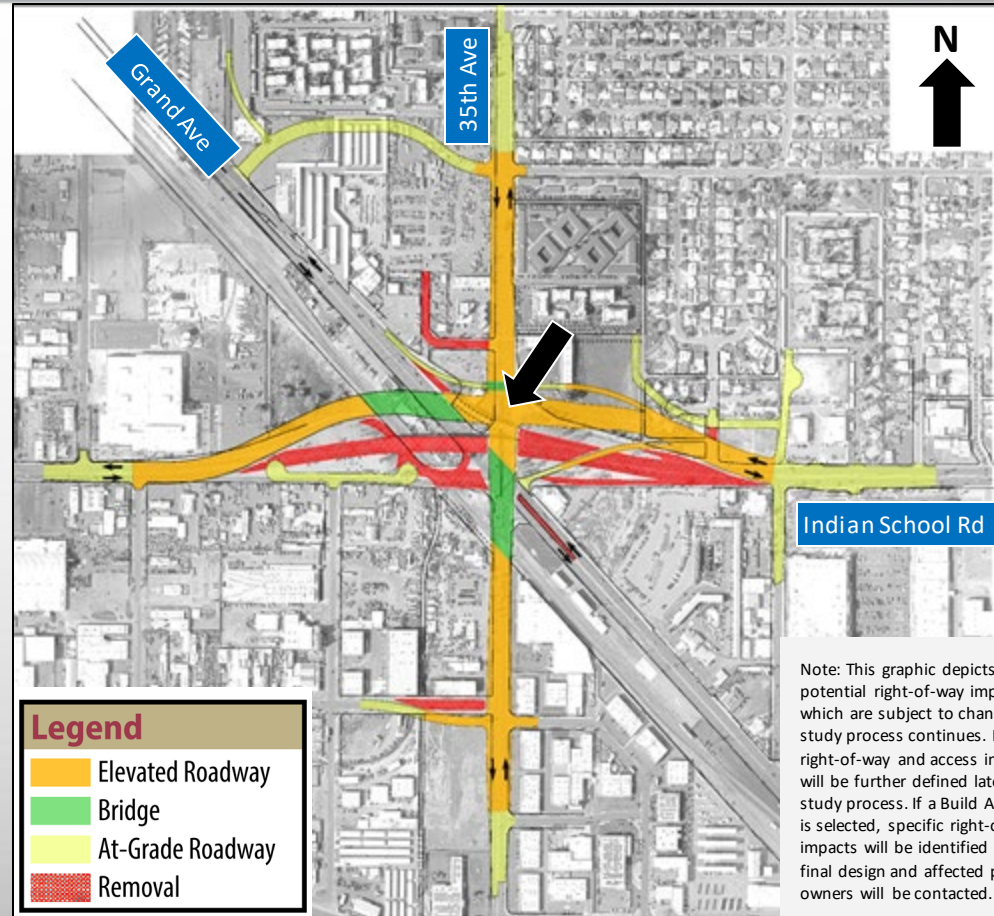 Grand Ave
35th Ave
N
Indian School Rd
Note: This graphic depicts
potential right-of-way imp
which are subject to chan
study process continues.
right-of-way and access in
will be further defined late
study process. If a Build A
is selected, specific right-o
impacts will be identified
final design and affected p
owners will be contacted.
Legend
Elevated Roadway
Bridge
At-Grade Roadway
Removal